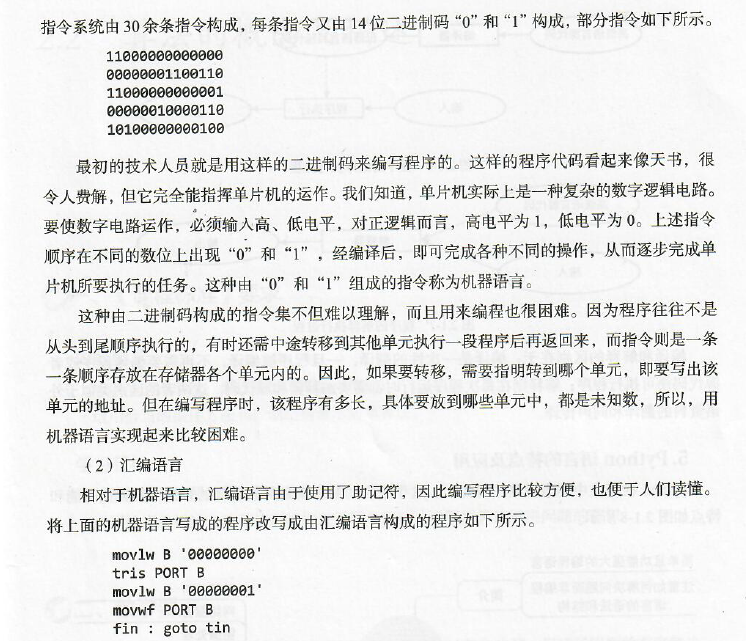 指令系统由 30 余条指令构成，每条指令又由 14 位二进制码“0”和“1”构成，部分指令如下所示。
11000000000000
00000001100110
11000000000001
00000010000110
10100000000100
最初的技术人员就是用这样的二进制码来编写程序的。这样的程序代码看起来像天书，很
令人费解，但它完全能指挥单片机的运作。我们知道，单片机实际上是一种复杂的数字逻辑电路。
要使数字电路运作，必须输入高、低电平，对正逻辑而言，高电平为 1，低电平为 0。上述指令
顺序在不同的数位上出现“0”和“1”，经编译后，即可完成各种不同的操作，从而逐步完成单
片机所要执行的任务。这种由“0”和“1”组成的指令称为机器语言。
这种由二进制码构成的指令集不但难以理解，而且用来编程也很困难。因为程序往往不是
从头到尾顺序执行的，有时还需中途转移到其他单元执行一段程序后再返回来，而指令则是一条
一条顺序存放在存储器各个单元内的。因此，如果要转移，需要指明转到哪个单元，即要写出该
单元的地址。但在编写程序时，该程序有多长，具体要放到哪些单元中，都是未知数，所以，用
机器语言实现起来比较困难。
（2）汇编语言
相对于机器语言，汇编语言由于使用了助记符，因此编写程序比较方便，也便于人们读懂。
将上面的机器语言写成的程序改写成由汇编语言构成的程序如下所示。
movlw B '00000000'
tris PORT B
movlw B '00000001'
movwf PORT B
fin : goto tin
5. Python 语言的特点及应用